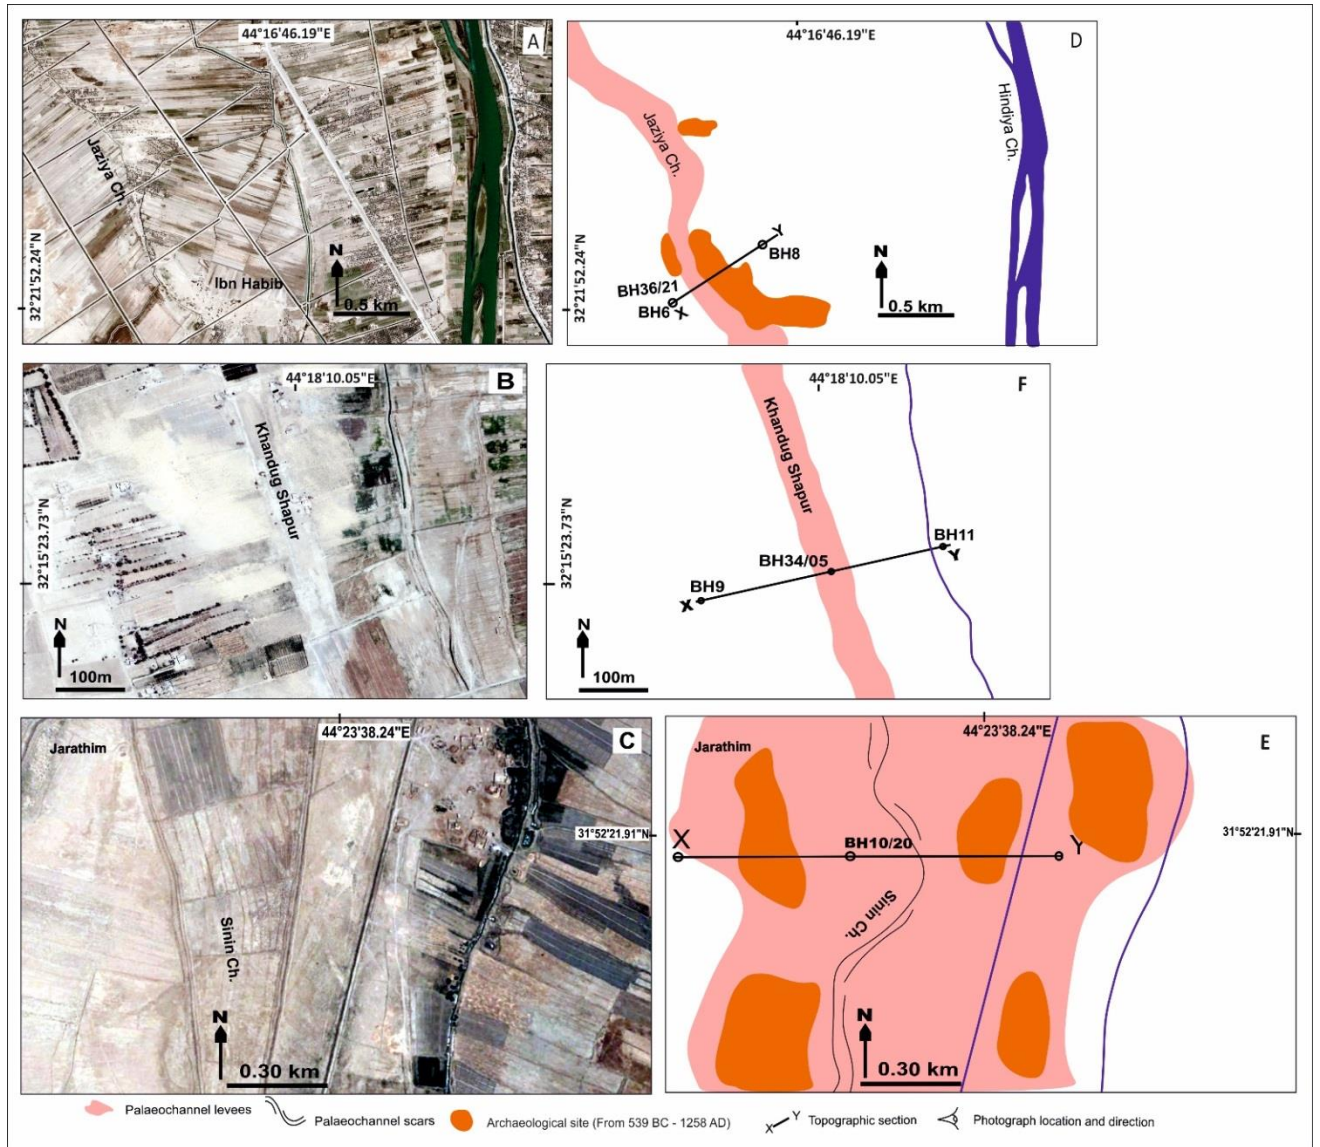 44°16'46.19"E
A
Jaziya Ch.
32°21'52.24"N
N
Ibn Habib
0.5 km
44°16'46.19"E
D
Jaziya Ch.
Hindiya Ch.
Y
BH8
32°21'52.24"N
BH36/21
BH6
X
N
0.5 km
44°18'10.05"E
B
Khandug Shapur
32°15'23.73"N
N
100m
44°18'10.05"E
F
Khandug Shapur
32°15'23.73"N
BH11
Y
BH34/05
BH9
X
N
100m
44°23'38.24"E
C
Jarathim
31°52'21.91"N
Sinin Ch.
N
0.30 km
44°23'38.24"E
E
Jarathim
31°52'21.91"N
X
BH10/20
Y
Sinin Ch.
N
0.30 km
Palaeochannel levees
Palaeochannel scars
Archaeological site (From 539 BC - 1258 AD)
X Y Topographic section
Photograph location and direction